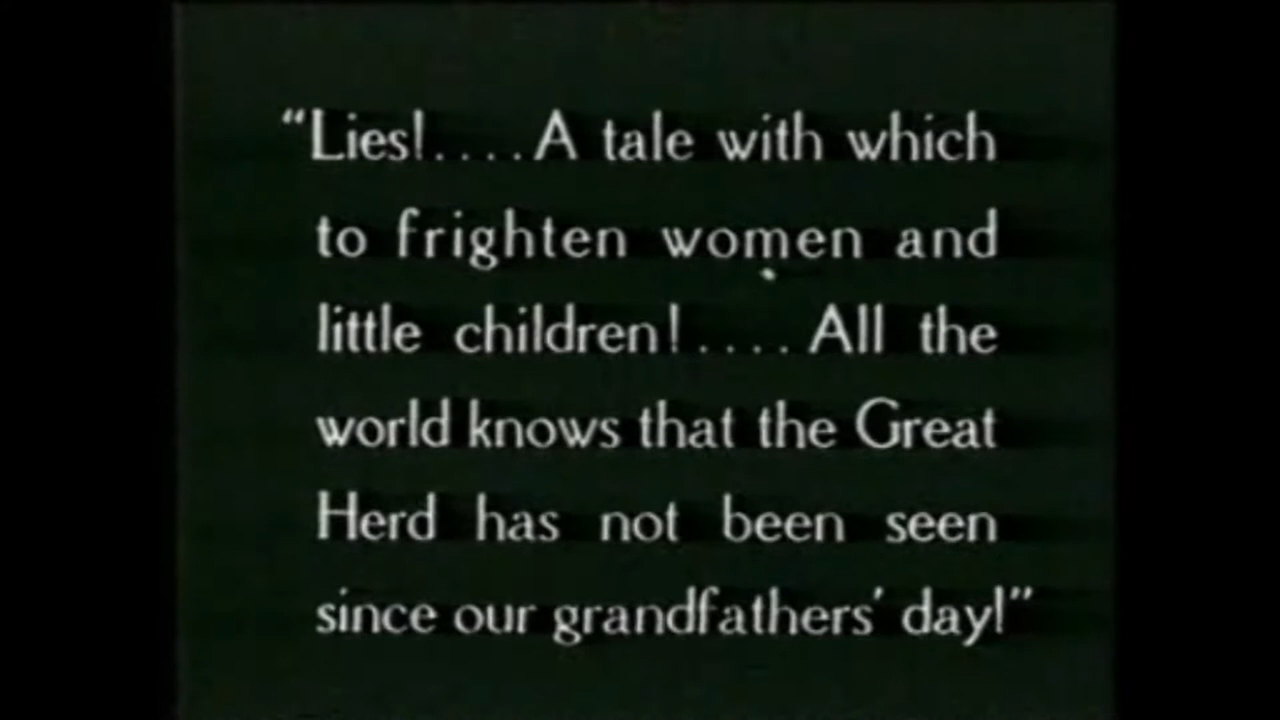 “Lies!....A tale with which
to frighten women and
little children!.... All the
world knows that the Great
Herd has not been seen
since our grandfathers’ day!”